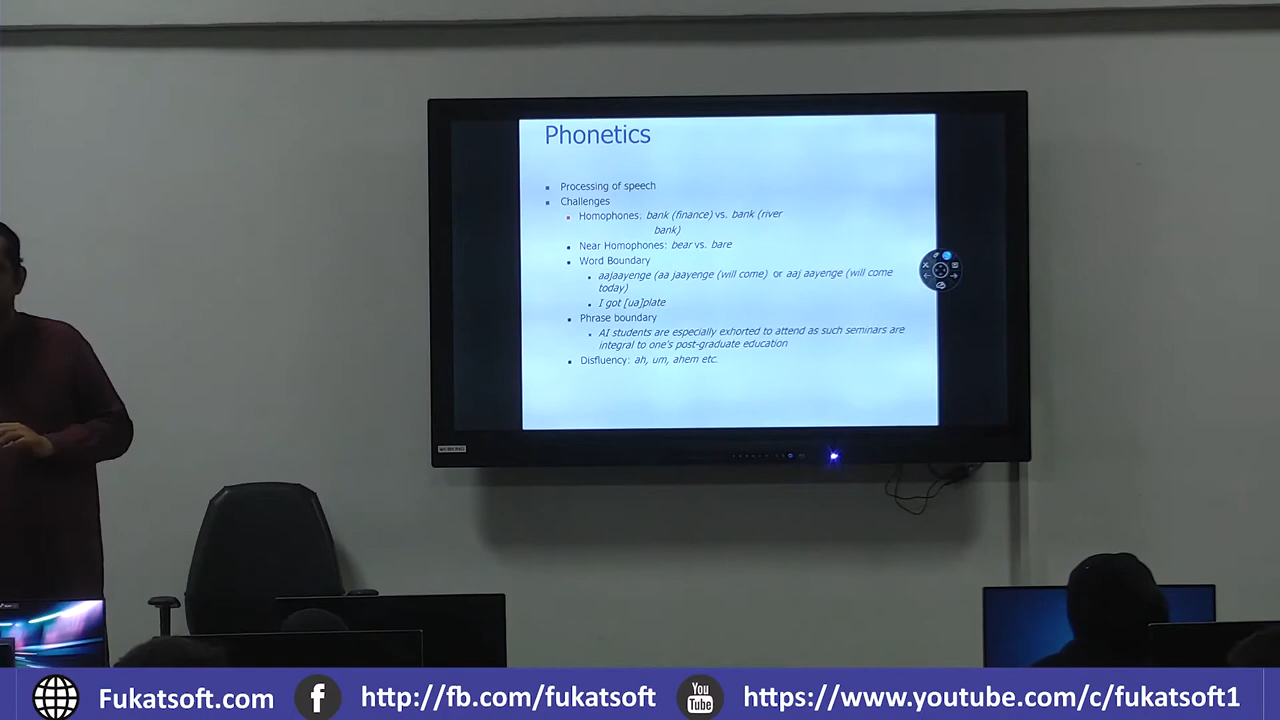 Phonetics
Processing of speech
Challenges
Homophones: bank (finance) vs. bank (river
bank)
Near Homophones: bear vs. bare
Word Boundary
aajaayenge (aa jaayenge (will come) or aaj aayenge (will come
today)
I got [ua]plate
Phrase boundary
AI students are especially exhorted to attend as such seminars are
integral to one's post-graduate education
Disfluency: ah, um, ahem etc.
Fukatsoft.com
f
http://fb.com/fukatsoft
You
Tube
https://www.youtube.com/c/fukatsoft1